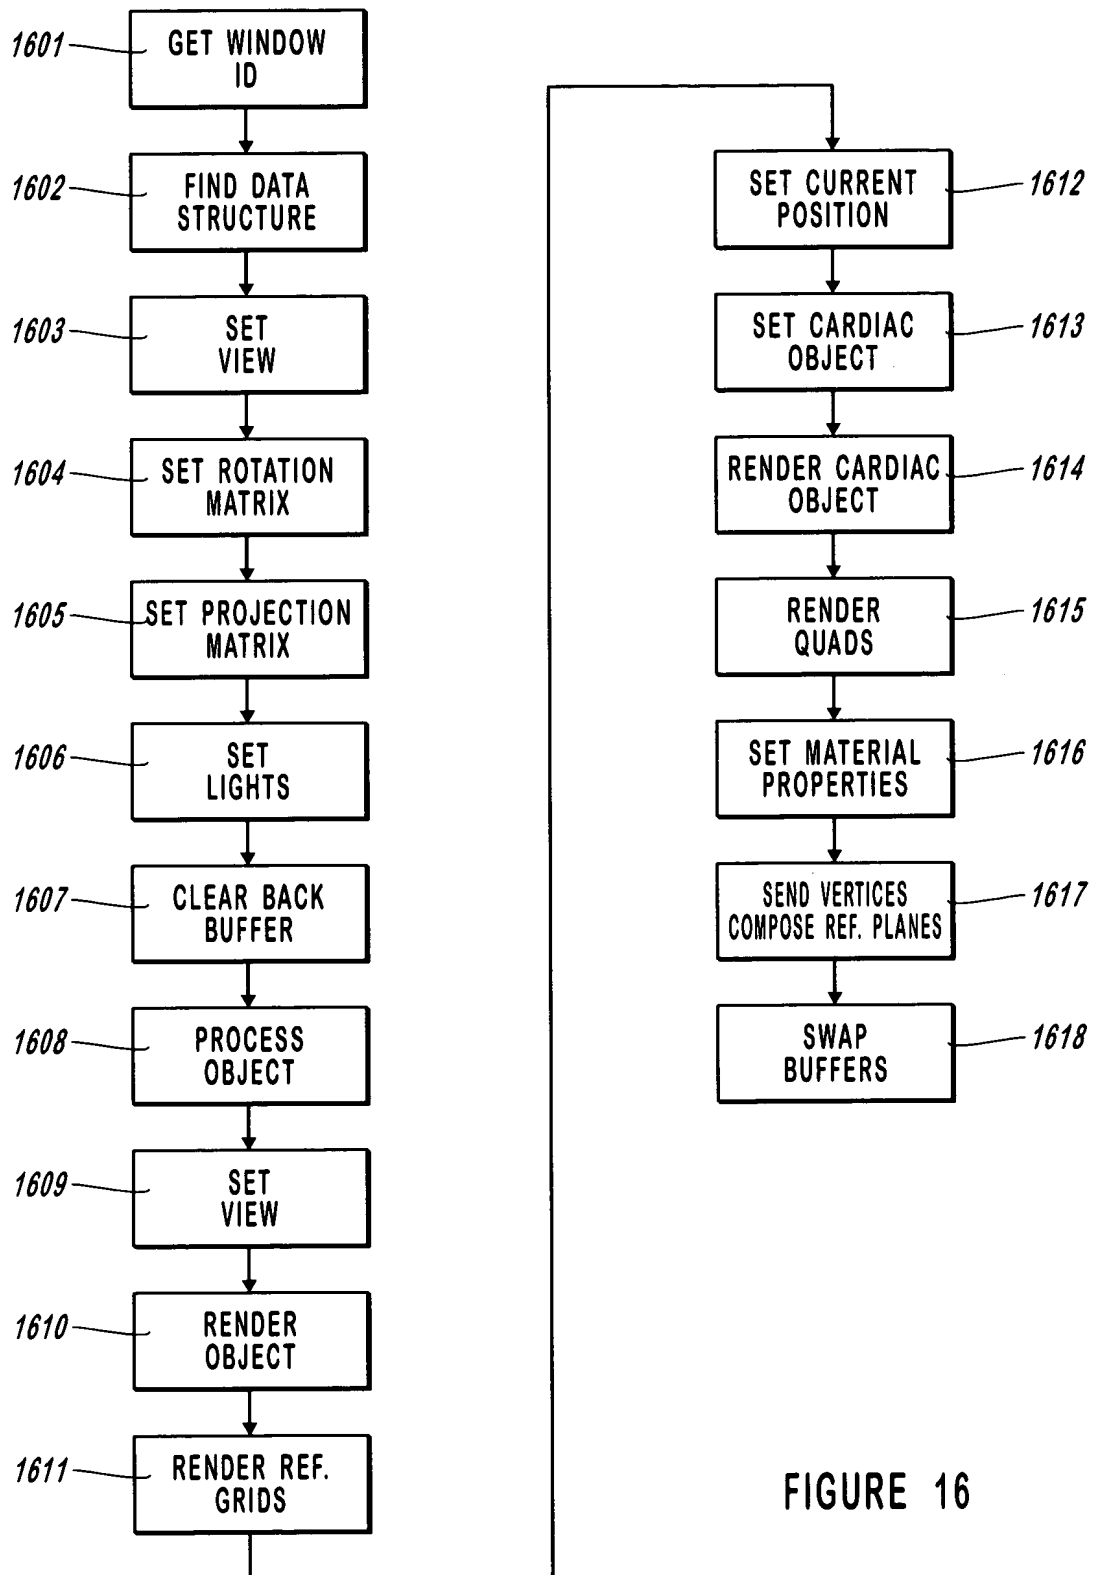 1601
GET WINDOW
ID
1602
FIND DATA
STRUCTURE
1603
SET
VIEW
1604
SET ROTATION
MATRIX
1605
SET PROJECTION
MATRIX
1606
SET
LIGHTS
1607
CLEAR BACK
BUFFER
1608
PROCESS
OBJECT
1609
SET
VIEW
1610
RENDER
OBJECT
1611
RENDER REF.
GRIDS
SET CURRENT
POSITION
1612
SET CARDIAC
OBJECT
1613
RENDER CARDIAC
OBJECT
1614
RENDER
QUADS
1615
SET MATERIAL
PROPERTIES
1616
SEND VERTICES
COMPOSE REF. PLANES
1617
SWAP
BUFFERS
1618
FIGURE 16